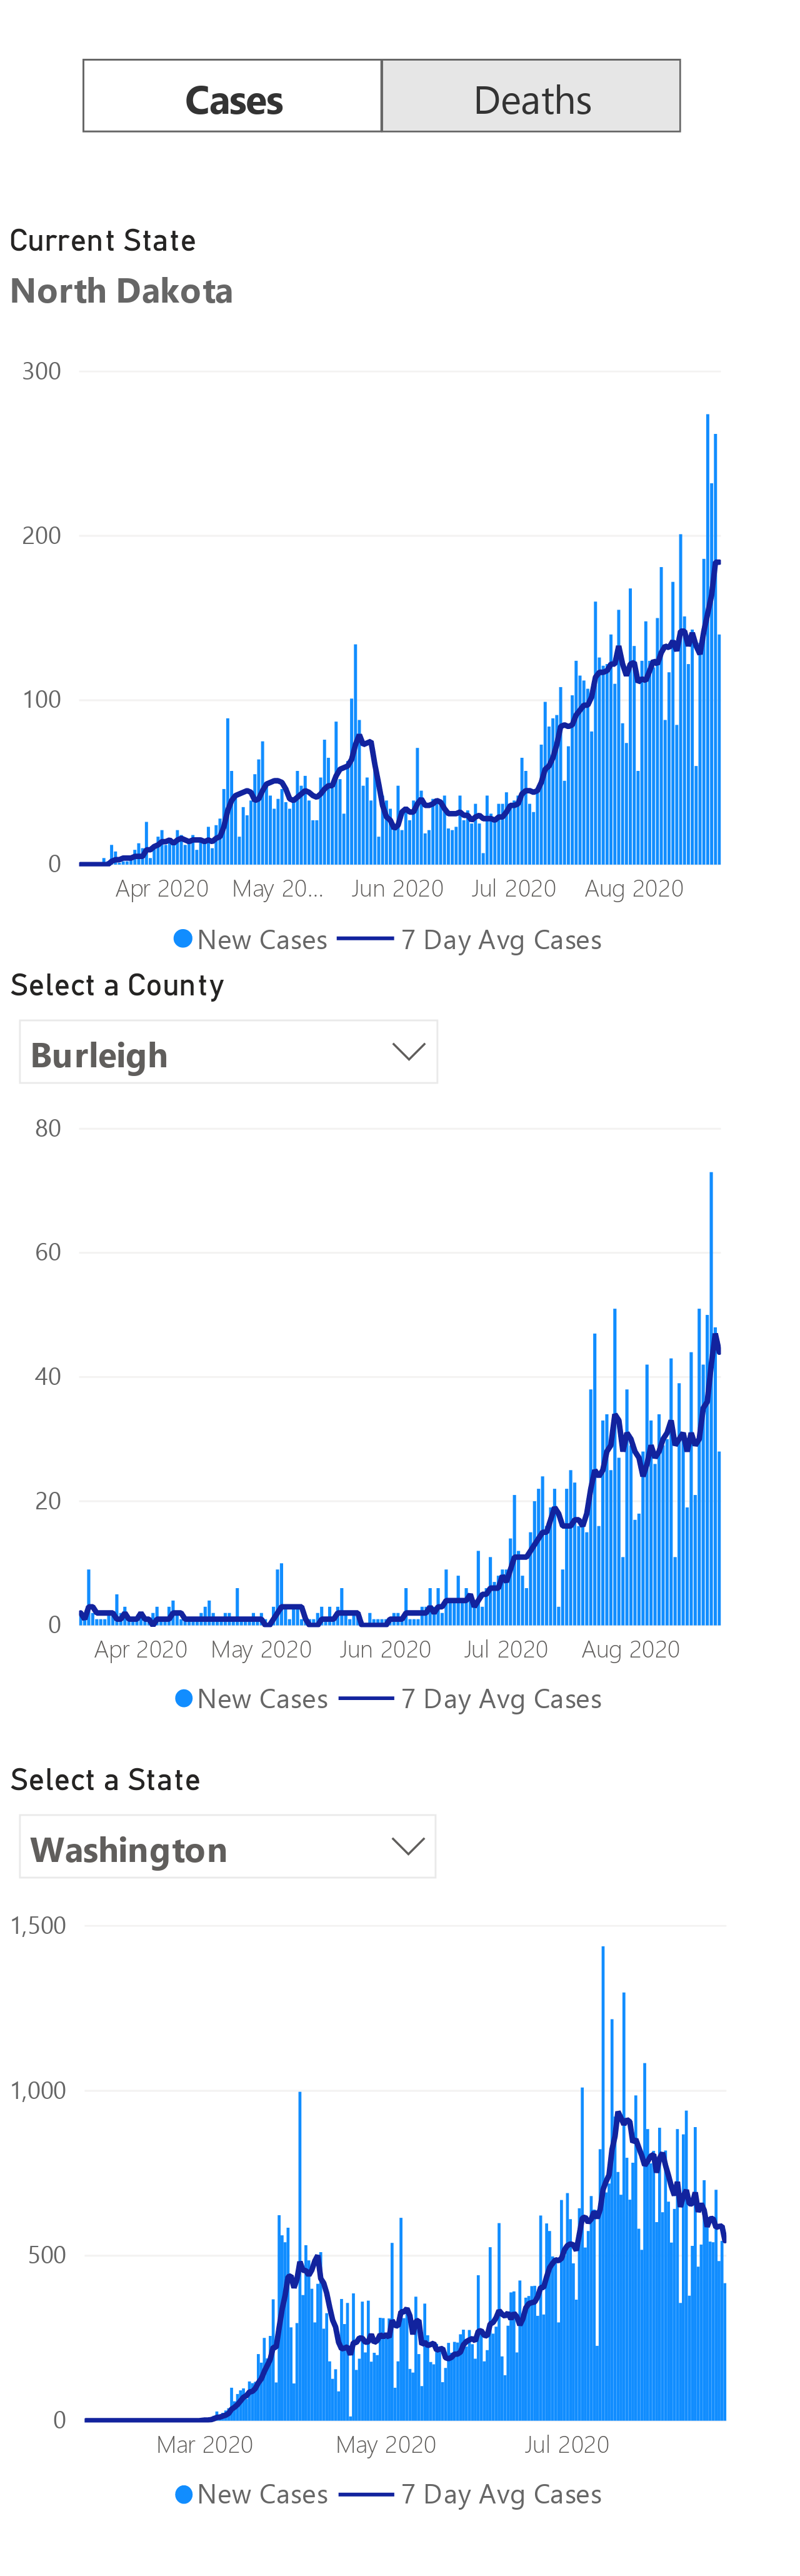 Cases Deaths
Current State
North Dakota
300
200
100
0
Apr 2020 May 20... Jun 2020 Jul 2020 Aug 2020
New Cases 7 Day Avg Cases
Select a County
Burleigh
80
60
40
20
0
Apr 2020 May 2020 Jun 2020 Jul 2020 Aug 2020
New Cases 7 Day Avg Cases
Select a State
Washington
1,500
1,000
500
0
Mar 2020 May 2020 Jul 2020
New Cases 7 Day Avg Cases